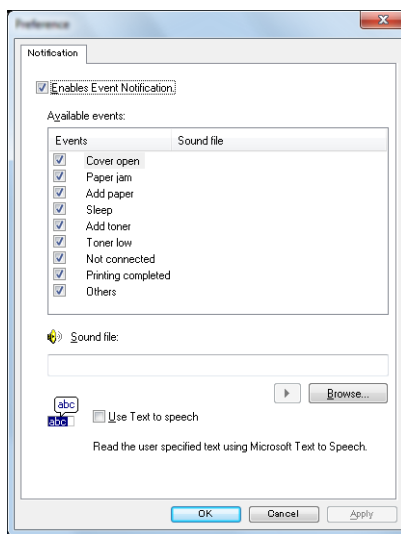 Preference
Notification
Enables Event Notification.
Available events:
Events Sound file
Cover open
Paper jam
Add paper
Sleep
Add toner
Toner low
Not connected
Printing completed
Others
Sound file:
Browse...
abc
abc
Use Text to speech
Read the user specified text using Microsoft Text to Speech.
OK Cancel Apply